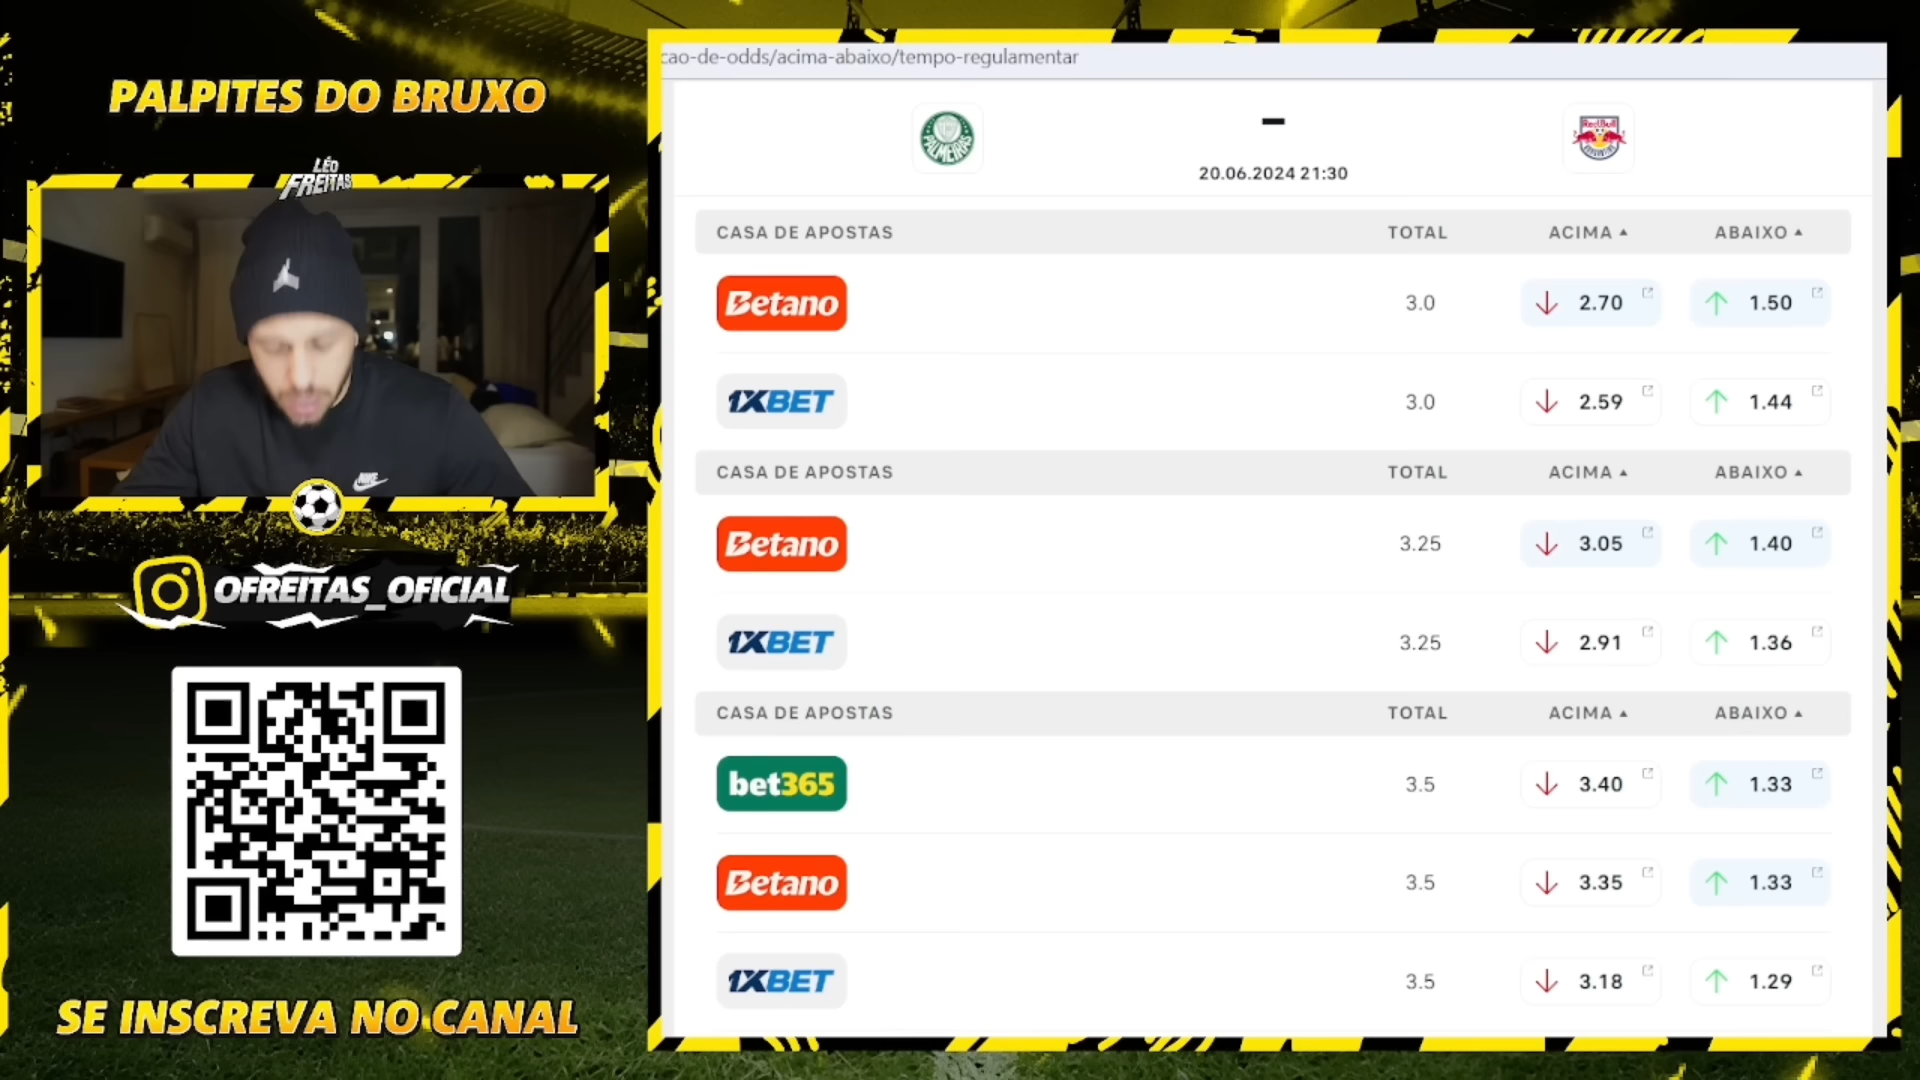 PALPITES DO BRUXO
LÉO
FREITAS
NIKE
OFREITAS_OFICIAL
SE INSCREVA NO CANAL
cao-de-odds/acima-abaixo/tempo-regulamentar
PALMEIRAS
-
RedBull
20.06.2024 21:30
CASA DE APOSTAS TOTAL ACIMA ABAIXO
Betano 3.0 2.70 1.50
1XBET 3.0 2.59 1.44
CASA DE APOSTAS TOTAL ACIMA ABAIXO
Betano 3.25 3.05 1.40
1XBET 3.25 2.91 1.36
CASA DE APOSTAS TOTAL ACIMA ABAIXO
bet365 3.5 3.40 1.33
Betano 3.5 3.35 1.33
1XBET 3.5 3.18 1.29